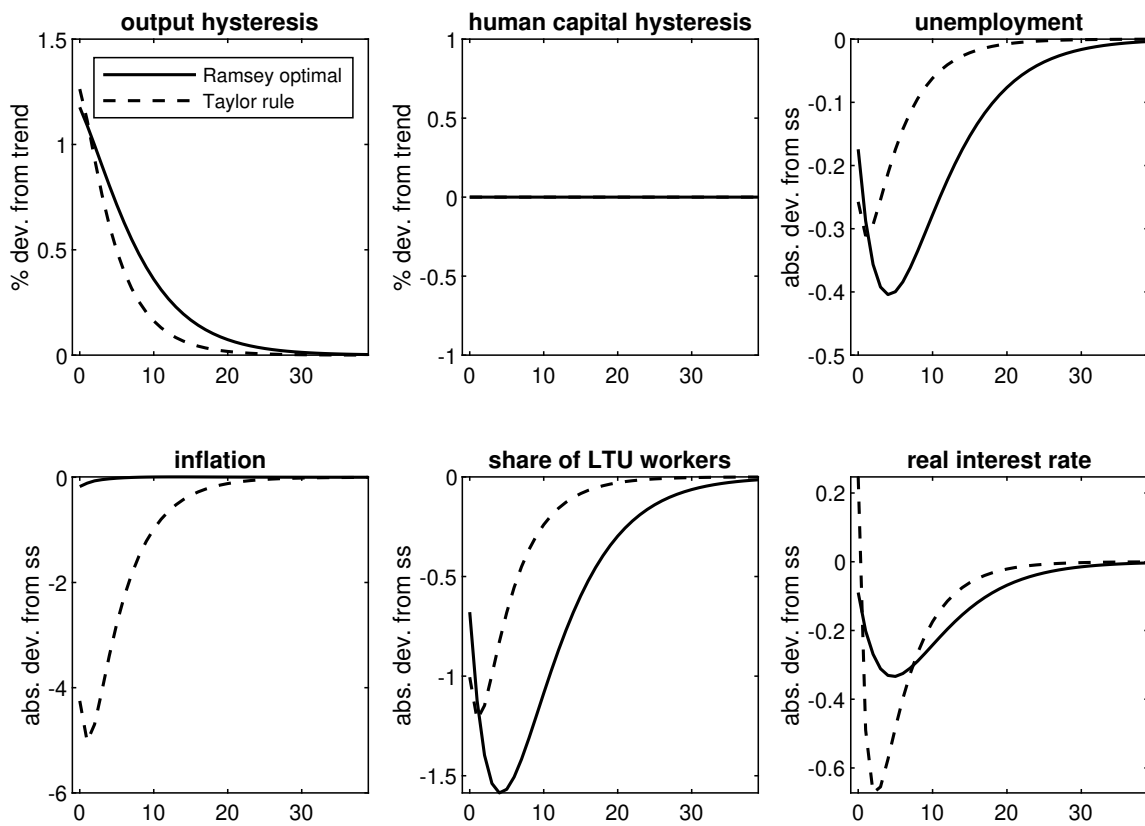 output hysteresis
% dev. from trend
1.5
1
0.5
0
Ramsey optimal
Taylor rule
0 10 20 30
human capital hysteresis
% dev. from trend
1
0.5
0
-0.5
-1
0 10 20 30
unemployment
abs. dev. from ss
0
-0.1
-0.2
-0.3
-0.4
-0.5
0 10 20 30
inflation
abs. dev. from ss
0
-2
-4
-6
0 10 20 30
share of LTU workers
abs. dev. from ss
0
-0.5
-1
-1.5
0 10 20 30
real interest rate
abs. dev. from ss
0.2
0
-0.2
-0.4
-0.6
0 10 20 30